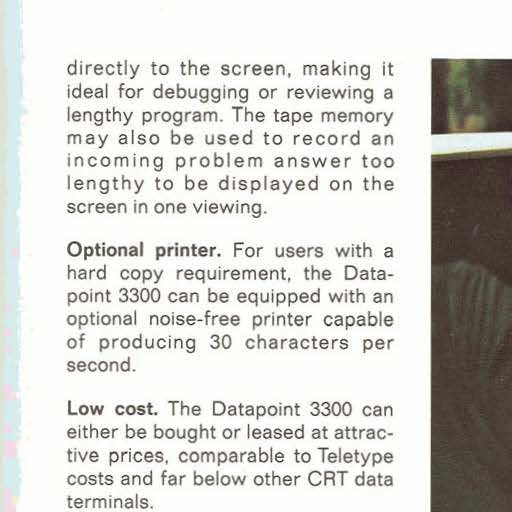 directly to the screen, making it
ideal for debugging or reviewing a
lengthy program. The tape memory
may also be used to record an
incoming problem answer too
lengthy to be displayed on the
screen in one viewing.
Optional printer. For users with a
hard copy requirement, the Data-
point 3300 can be equipped with an
optional noise-free printer capable
of producing 30 characters per
second.
Low cost. The Datapoint 3300 can
either be bought or leased at attrac-
tive prices, comparable to Teletype
costs and far below other CRT data
terminals.